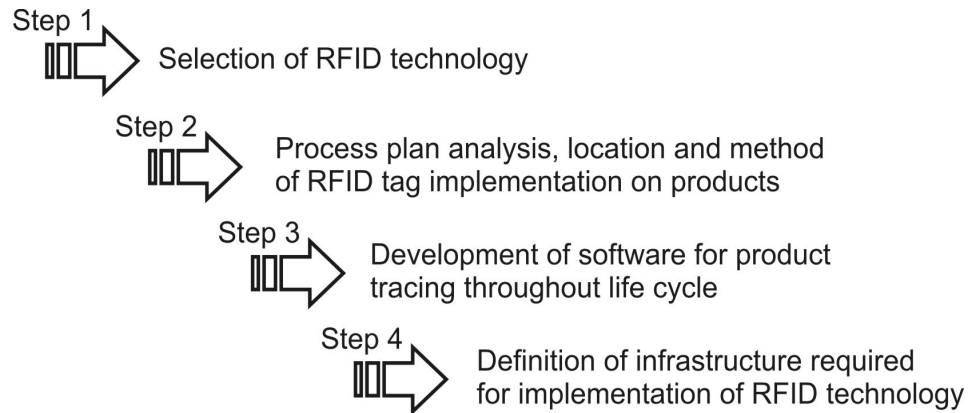 Step 1
Selection of RFID technology
Step 2
Process plan analysis, location and method
of RFID tag implementation on products
Step 3
Development of software for product
tracing throughout life cycle
Step 4
Definition of infrastructure required
for implementation of RFID technology